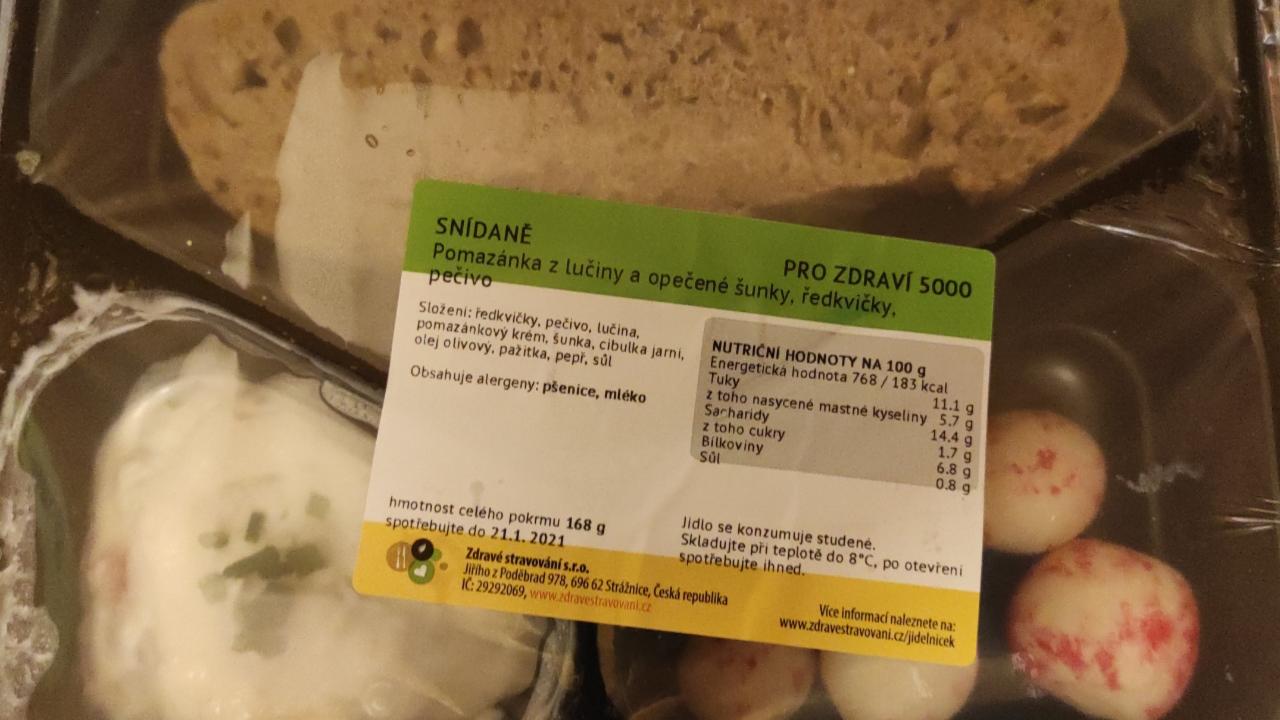 SNÍDANĚ
PRO ZDRAVÍ 5000
Pomazánka z lučiny a opečené šunky, ředkvičky,
pečivo
Složení: ředkvičky, pečivo, lučina,
pomazánkový krém, šunka, cibulka jarní,
olej olivový, pažitka, pepř, sůl
Obsahuje alergeny: pšenice, mléko
NUTRIČNÍ HODNOTY NA 100 g
Energetická hodnota 768 / 183 kcal
Tuky 11.1 g
z toho nasycené mastné kyseliny 5.7 g
Sacharidy 14.4 g
z toho cukry 1.7 g
Bílkoviny 6.8 g
Sůl 0.8 g
hmotnost celého pokrmu 168 g
spotřebujte do 21.1. 2021
Jídlo se konzumuje studené.
Skladujte při teplotě do 8°C, po otevření
spotřebujte ihned.
Zdravé stravování s.r.o.
Jiřího z Poděbrad 978, 696 62 Strážnice, Česká republika
IČ: 29292069, www.zdravestravovani.cz
Více informací naleznete na:
www.zdravestravovani.cz/jidelnicek